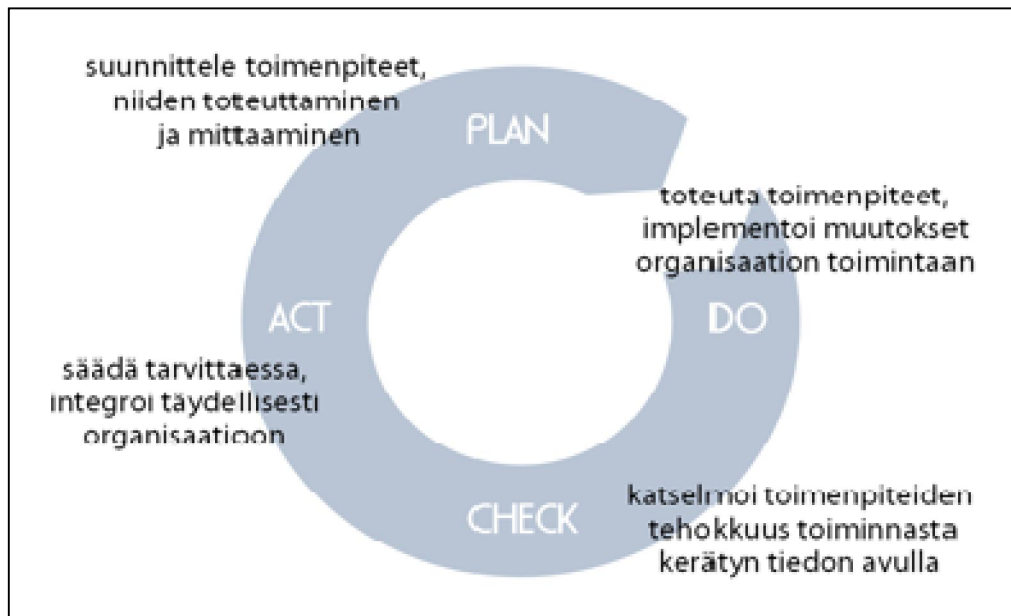 suunnittele toimenpiteet,
niiden toteuttaminen
ja mittaaminen
PLAN
toteuta toimenpiteet,
implementoi muutokset
organisaation toimintaan
DO
ACT
säädä tarvittaessa,
integroi täydellisesti
organisaatioon
CHECK
katselmoi toimenpiteiden
tehokkuus toiminnasta
kerätyn tiedon avulla